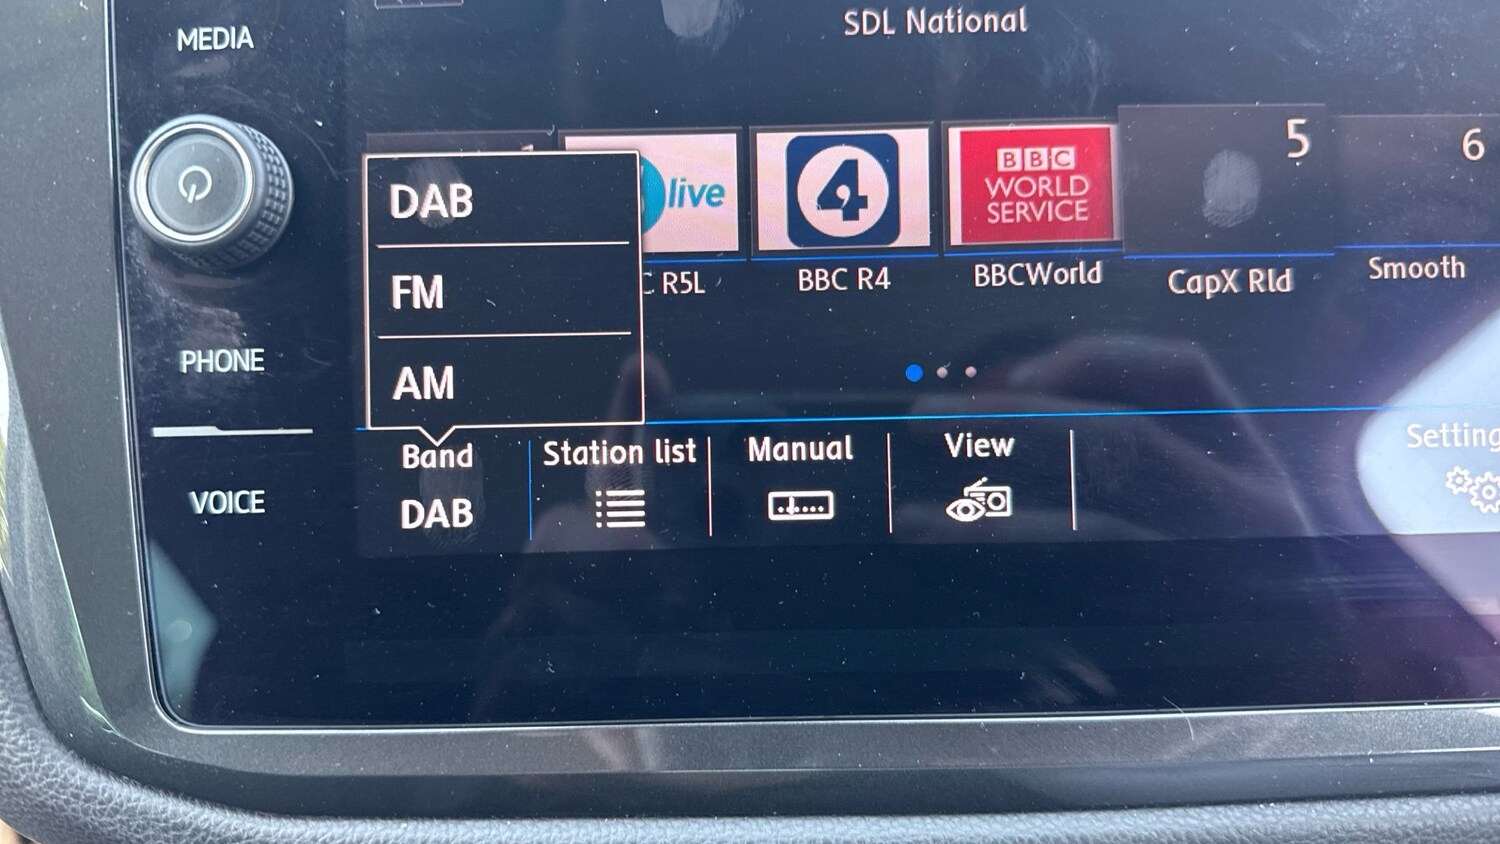 MEDIA
SDL National
5
6
live
4
BBC
WORLD
SERVICE
C R5L
BBC R4
BBCWorld
CapX Rld
Smooth
DAB
FM
AM
PHONE
Band
DAB
Station list
Manual
View
Setting
VOICE